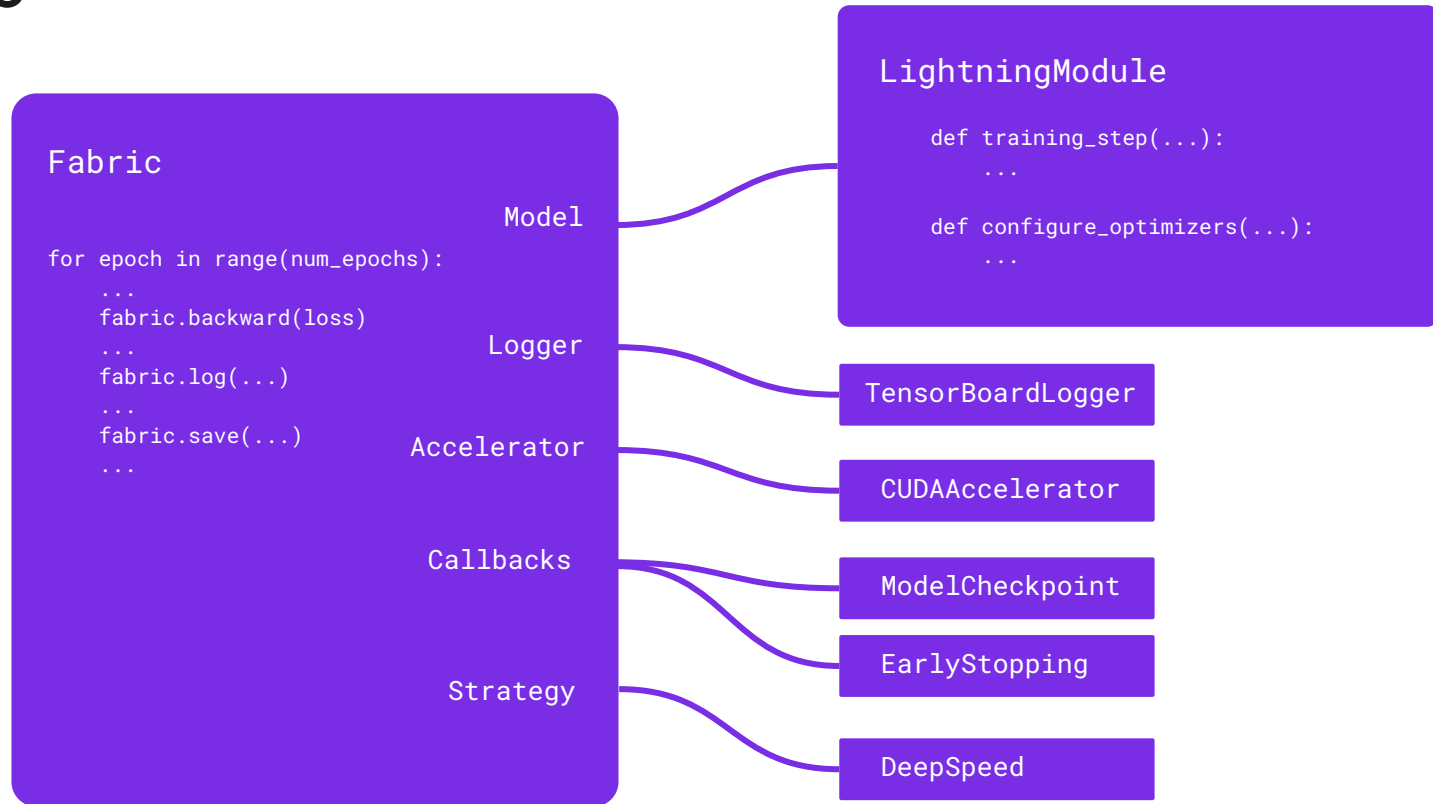 Fabric
for epoch in range(num_epochs):
...
fabric.backward(loss)
...
fabric.log(...)
...
fabric.save(...)
...
Model
Logger
Accelerator
Callbacks
Strategy
LightningModule
def training_step(...):
...
def configure_optimizers(...):
...
TensorBoardLogger
CUDAAccelerator
ModelCheckpoint
EarlyStopping
DeepSpeed